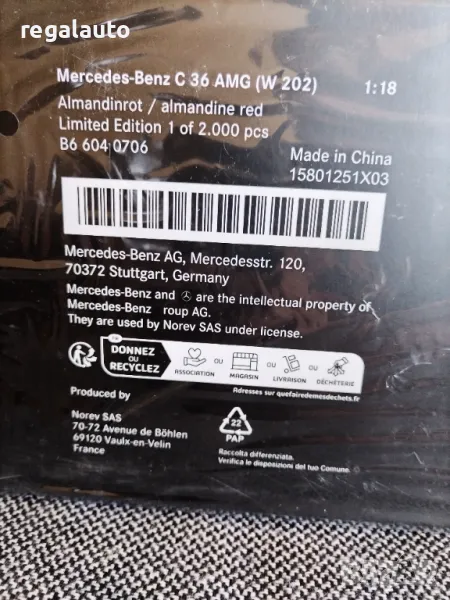 regalauto
Mercedes-Benz C 36 AMG (W 202) 1:18
Almandinrot / almandine red
Limited Edition 1 of 2.000 pcs
B6 604 0706
Made in China
15801251X03
Mercedes-Benz AG, Mercedesstr. 120,
70372 Stuttgart, Germany
Mercedes-Benz and are the intellectual property of
Mercedes-Benz roup AG.
They are used by Norev SAS under license.
FR
DONNEZ
OU
RECYCLEZ
ASSOCIATION
OU
MAGASIN
OU
LIVRAISON
OU
DÉCHÈTERIE
Adresses sur quefairedemesdechets.fr
Produced by
Norev SAS
70-72 Avenue de Böhlen
69120 Vaulx-en-Velin
France
22
PAP
Raccolta differenziata.
Verifica le disposizioni del tuo Comune.